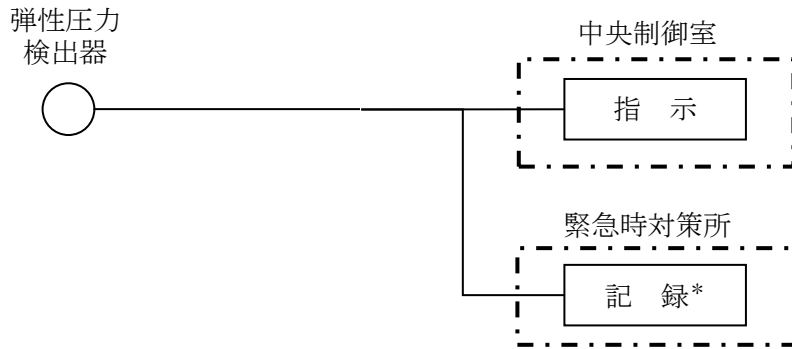 弾性圧力
検出器
中央制御室
指　示
緊急時対策所
記　録*